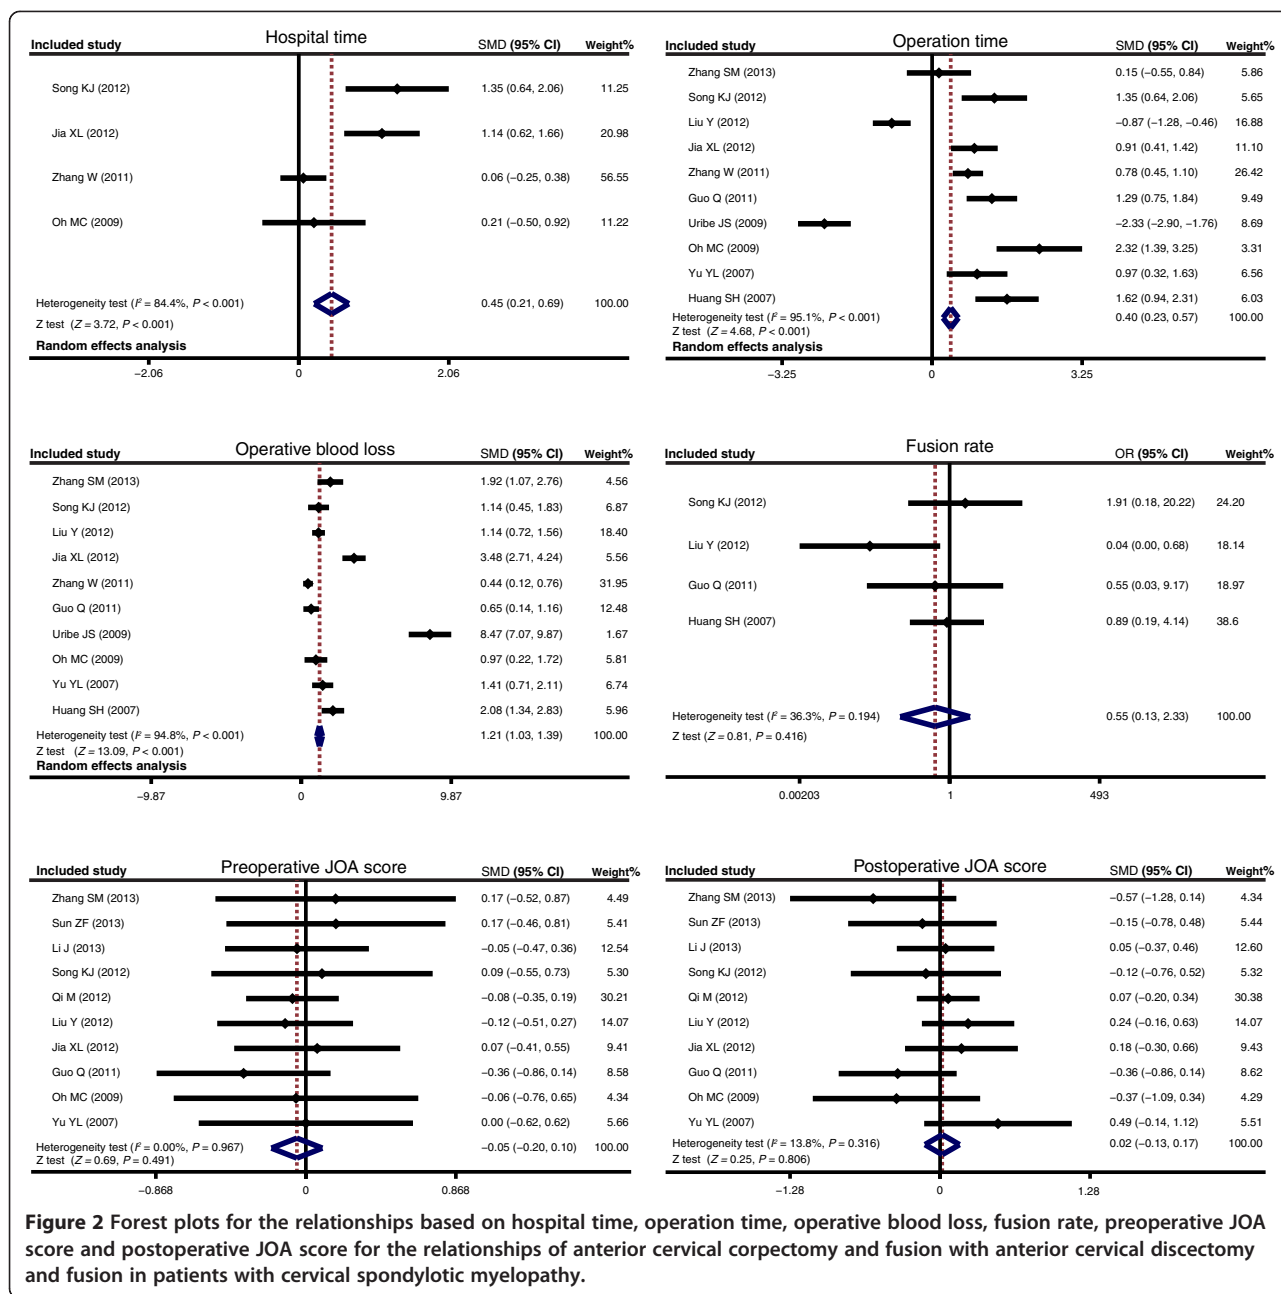 Hospital time
Included study SMD (95% CI) Weight%
Song KJ (2012) 1.35 (0.64, 2.06) 11.25
Jia XL (2012) 1.14 (0.62, 1.66) 20.98
Zhang W (2011) 0.06 (−0.25, 0.38) 56.55
Oh MC (2009) 0.21 (−0.50, 0.92) 11.22
Heterogeneity test (I² = 84.4%, P < 0.001) 0.45 (0.21, 0.69) 100.00
Z test (Z = 3.72, P < 0.001)
Random effects analysis
−2.06 0 2.06
Operation time
Included study SMD (95% CI) Weight%
Zhang SM (2013) 0.15 (−0.55, 0.84) 5.86
Song KJ (2012) 1.35 (0.64, 2.06) 5.65
Liu Y (2012) −0.87 (−1.28, −0.46) 16.88
Jia XL (2012) 0.91 (0.41, 1.42) 11.10
Zhang W (2011) 0.78 (0.45, 1.10) 26.42
Guo Q (2011) 1.29 (0.75, 1.84) 9.49
Uribe JS (2009) −2.33 (−2.90, −1.76) 8.69
Oh MC (2009) 2.32 (1.39, 3.25) 3.31
Yu YL (2007) 0.97 (0.32, 1.63) 6.56
Huang SH (2007) 1.62 (0.94, 2.31) 6.03
Heterogeneity test (I² = 95.1%, P < 0.001) 0.40 (0.23, 0.57) 100.00
Z test (Z = 4.68, P < 0.001)
Random effects analysis
−3.25 0 3.25
Operative blood loss
Included study SMD (95% CI) Weight%
Zhang SM (2013) 1.92 (1.07, 2.76) 4.56
Song KJ (2012) 1.14 (0.45, 1.83) 6.87
Liu Y (2012) 1.14 (0.72, 1.56) 18.40
Jia XL (2012) 3.48 (2.71, 4.24) 5.56
Zhang W (2011) 0.44 (0.12, 0.76) 31.95
Guo Q (2011) 0.65 (0.14, 1.16) 12.48
Uribe JS (2009) 8.47 (7.07, 9.87) 1.67
Oh MC (2009) 0.97 (0.22, 1.72) 5.81
Yu YL (2007) 1.41 (0.71, 2.11) 6.74
Huang SH (2007) 2.08 (1.34, 2.83) 5.96
Heterogeneity test (I² = 94.8%, P < 0.001) 1.21 (1.03, 1.39) 100.00
Z test (Z = 13.09, P < 0.001)
Random effects analysis
−9.87 0 9.87
Fusion rate
Included study OR (95% CI) Weight%
Song KJ (2012) 1.91 (0.18, 20.22) 24.20
Liu Y (2012) 0.04 (0.00, 0.68) 18.14
Guo Q (2011) 0.55 (0.03, 9.17) 18.97
Huang SH (2007) 0.89 (0.19, 4.14) 38.6
Heterogeneity test (I² = 36.3%, P = 0.194) 0.55 (0.13, 2.33) 100.00
Z test (Z = 0.81, P = 0.416)
0.00203 1 493
Preoperative JOA score
Included study SMD (95% CI) Weight%
Zhang SM (2013) 0.17 (−0.52, 0.87) 4.49
Sun ZF (2013) 0.17 (−0.46, 0.81) 5.41
Li J (2013) −0.05 (−0.47, 0.36) 12.54
Song KJ (2012) 0.09 (−0.55, 0.73) 5.30
Qi M (2012) −0.08 (−0.35, 0.19) 30.21
Liu Y (2012) −0.12 (−0.51, 0.27) 14.07
Jia XL (2012) 0.07 (−0.41, 0.55) 9.41
Guo Q (2011) −0.36 (−0.86, 0.14) 8.58
Oh MC (2009) −0.06 (−0.76, 0.65) 4.34
Yu YL (2007) 0.00 (−0.62, 0.62) 5.66
Heterogeneity test (I² = 0.00%, P = 0.967) −0.05 (−0.20, 0.10) 100.00
Z test (Z = 0.69, P = 0.491)
−0.868 0 0.868
Postoperative JOA score
Included study SMD (95% CI) Weight%
Zhang SM (2013) −0.57 (−1.28, 0.14) 4.34
Sun ZF (2013) −0.15 (−0.78, 0.48) 5.44
Li J (2013) 0.05 (−0.37, 0.46) 12.60
Song KJ (2012) −0.12 (−0.76, 0.52) 5.32
Qi M (2012) 0.07 (−0.20, 0.34) 30.38
Liu Y (2012) 0.24 (−0.16, 0.63) 14.07
Jia XL (2012) 0.18 (−0.30, 0.66) 9.43
Guo Q (2011) −0.36 (−0.86, 0.14) 8.62
Oh MC (2009) −0.37 (−1.09, 0.34) 4.29
Yu YL (2007) 0.49 (−0.14, 1.12) 5.51
Heterogeneity test (I² = 13.8%, P = 0.316) 0.02 (−0.13, 0.17) 100.00
Z test (Z = 0.25, P = 0.806)
−1.28 0 1.28
Figure 2 Forest plots for the relationships based on hospital time, operation time, operative blood loss, fusion rate, preoperative JOA
score and postoperative JOA score for the relationships of anterior cervical corpectomy and fusion with anterior cervical discectomy
and fusion in patients with cervical spondylotic myelopathy.